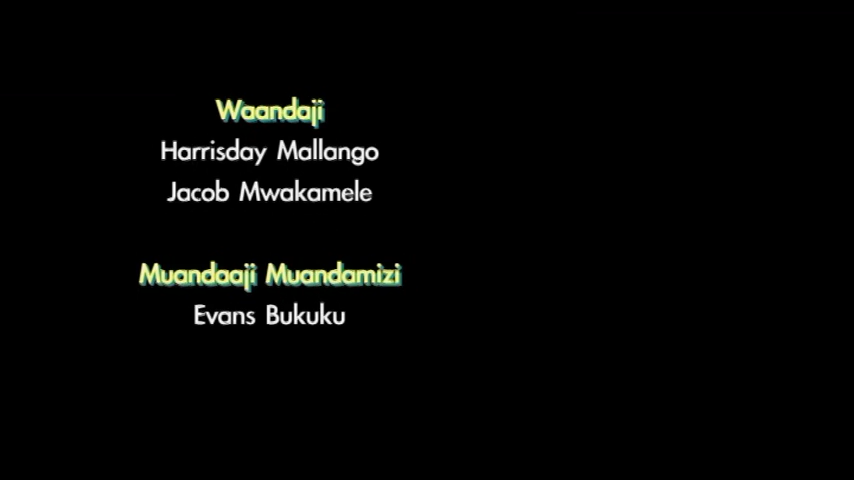 Waandaji
Harrisday Mallango
Jacob Mwakamele
Muandaaji Muandamizi
Evans Bukuku